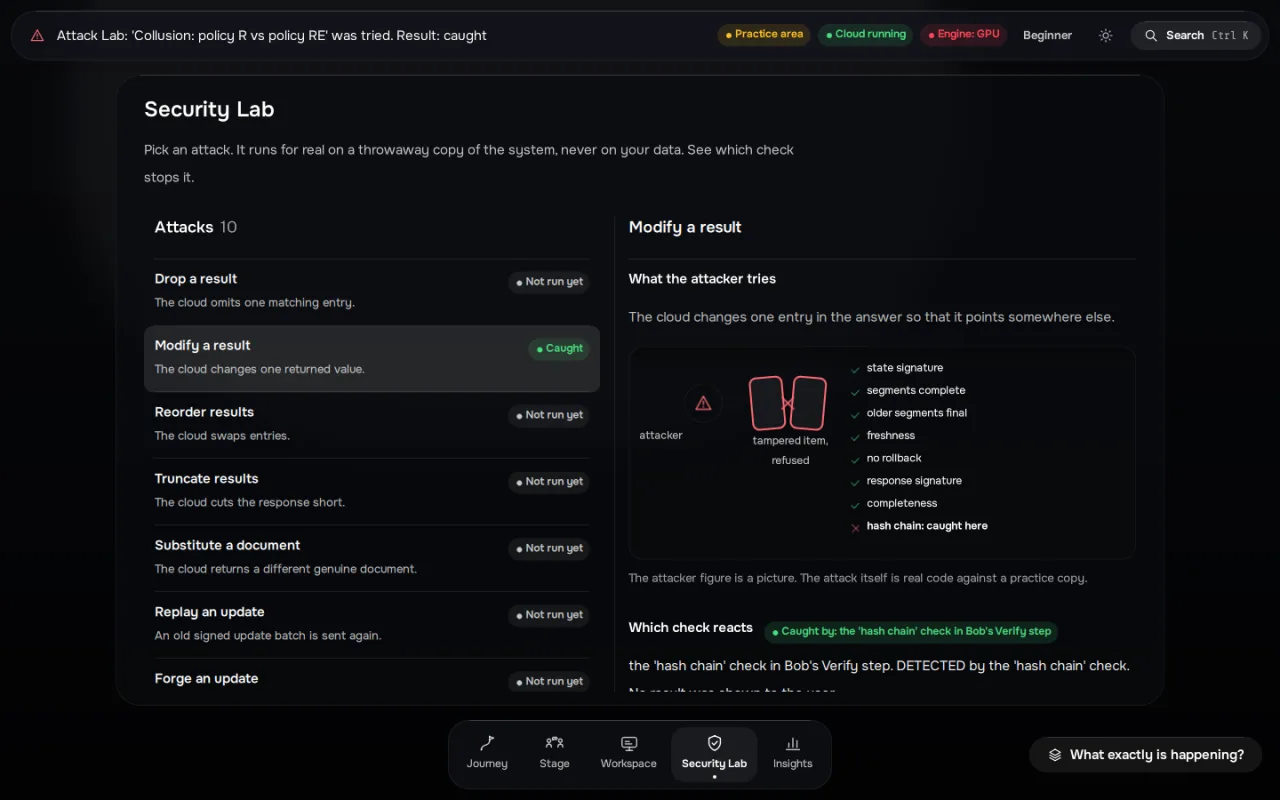 Attack Lab: 'Collusion: policy R vs policy RE' was tried. Result: caught
Practice area
Cloud running
Engine: GPU
Beginner
Search Ctrl K
Security Lab
Pick an attack. It runs for real on a throwaway copy of the system, never on your data. See which check
stops it.
Attacks 10
Drop a result
Not run yet
The cloud omits one matching entry.
Modify a result
Caught
The cloud changes one returned value.
Reorder results
Not run yet
The cloud swaps entries.
Truncate results
Not run yet
The cloud cuts the response short.
Substitute a document
Not run yet
The cloud returns a different genuine document.
Replay an update
Not run yet
An old signed update batch is sent again.
Forge an update
Not run yet
Modify a result
What the attacker tries
The cloud changes one entry in the answer so that it points somewhere else.
attacker
tampered item,
refused
state signature
segments complete
older segments final
freshness
no rollback
response signature
completeness
hash chain: caught here
The attacker figure is a picture. The attack itself is real code against a practice copy.
Which check reacts
Caught by: the 'hash chain' check in Bob's Verify step
the 'hash chain' check in Bob's Verify step. DETECTED by the 'hash chain' check.
No result was shown to the user.
Journey
Stage
Workspace
Security Lab
Insights
What exactly is happening?